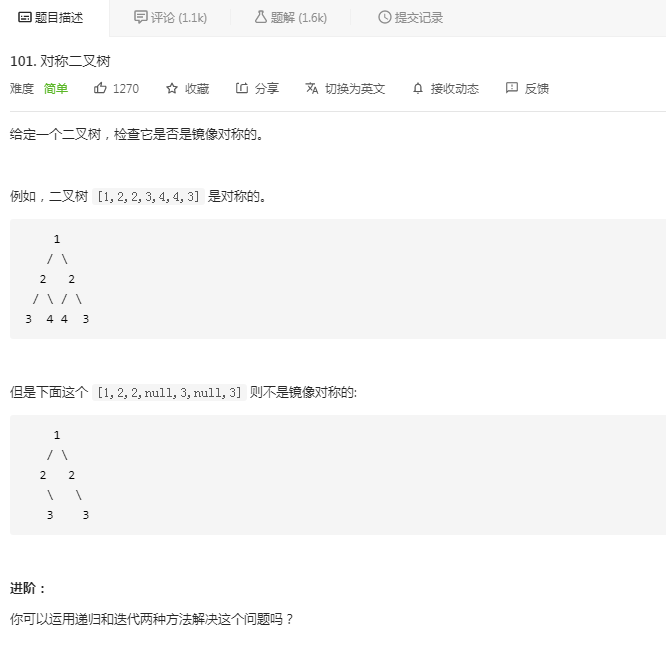 题目描述 评论 (1.1k) 题解 (1.6k) 提交记录
101. 对称二叉树
难度 简单 1270 收藏 分享 切换为英文 接收动态 反馈
给定一个二叉树，检查它是否是镜像对称的。
例如，二叉树 [1,2,2,3,4,4,3] 是对称的。
    1
   / \
  2   2
 / \ / \
3  4 4  3
但是下面这个 [1,2,2,null,3,null,3] 则不是镜像对称的:
    1
   / \
  2   2
   \   \
   3    3
进阶：
你可以运用递归和迭代两种方法解决这个问题吗？